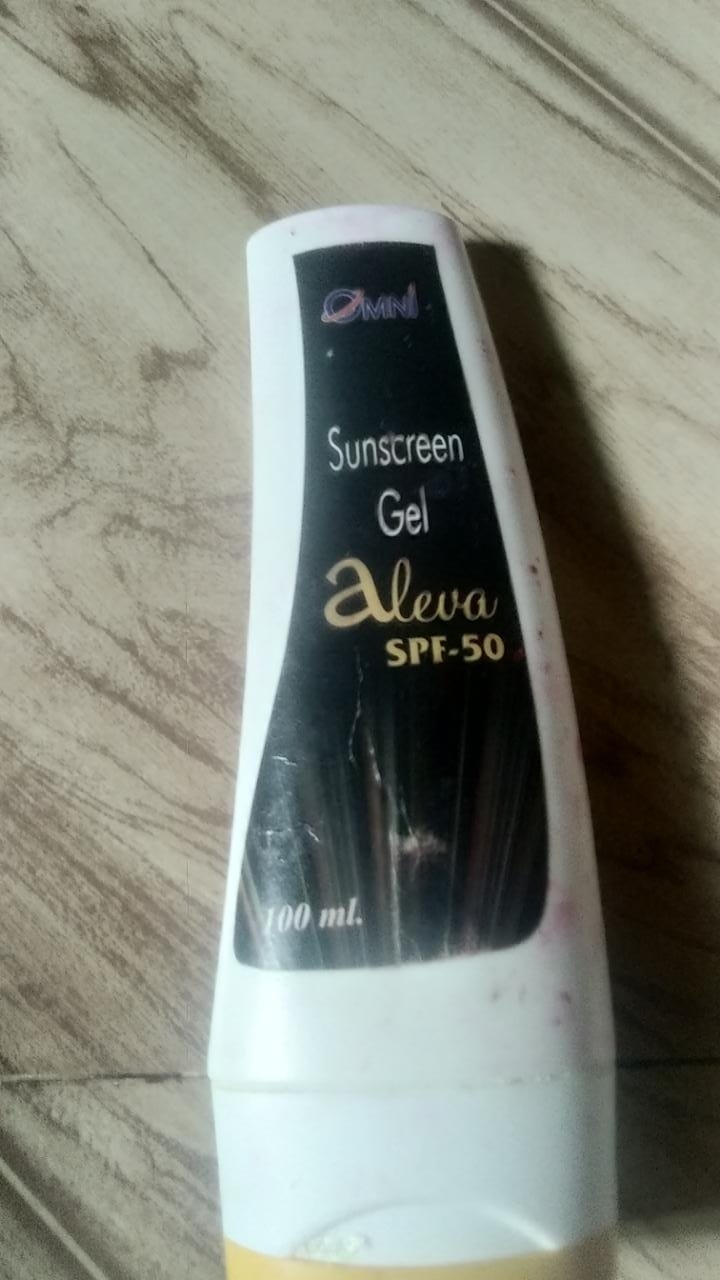 OMNI
Sunscreen
Gel
aleva
SPF-50
100 ml.